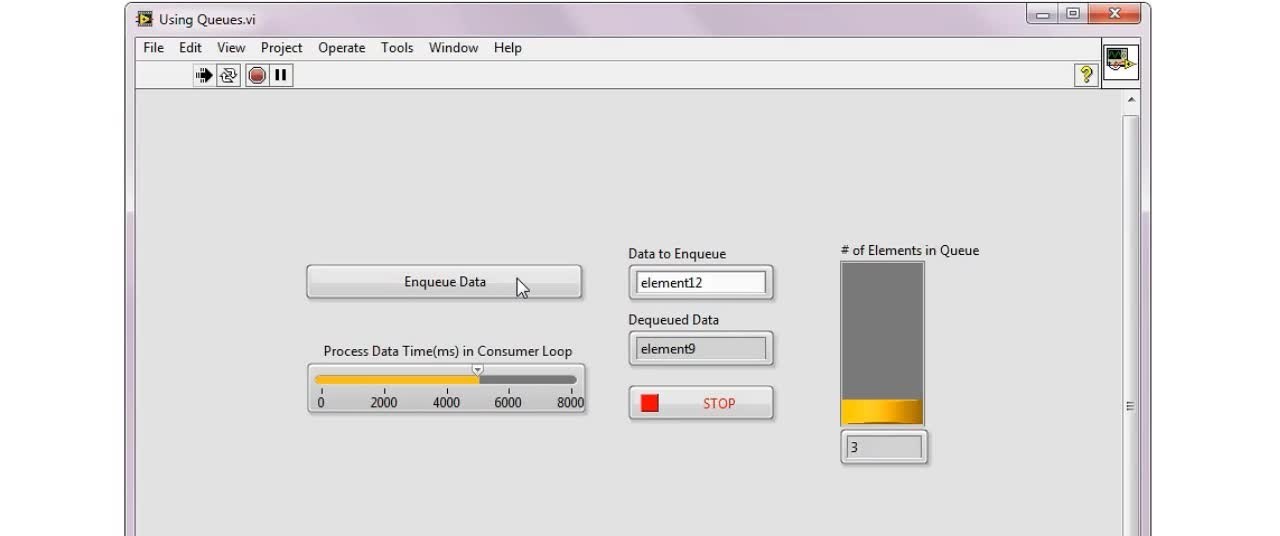 Using Queues.vi
File Edit View Project Operate Tools Window Help
?
Enqueue Data
Data to Enqueue
element12
# of Elements in Queue
Dequeued Data
element9
Process Data Time(ms) in Consumer Loop
0 2000 4000 6000 8000
STOP
3